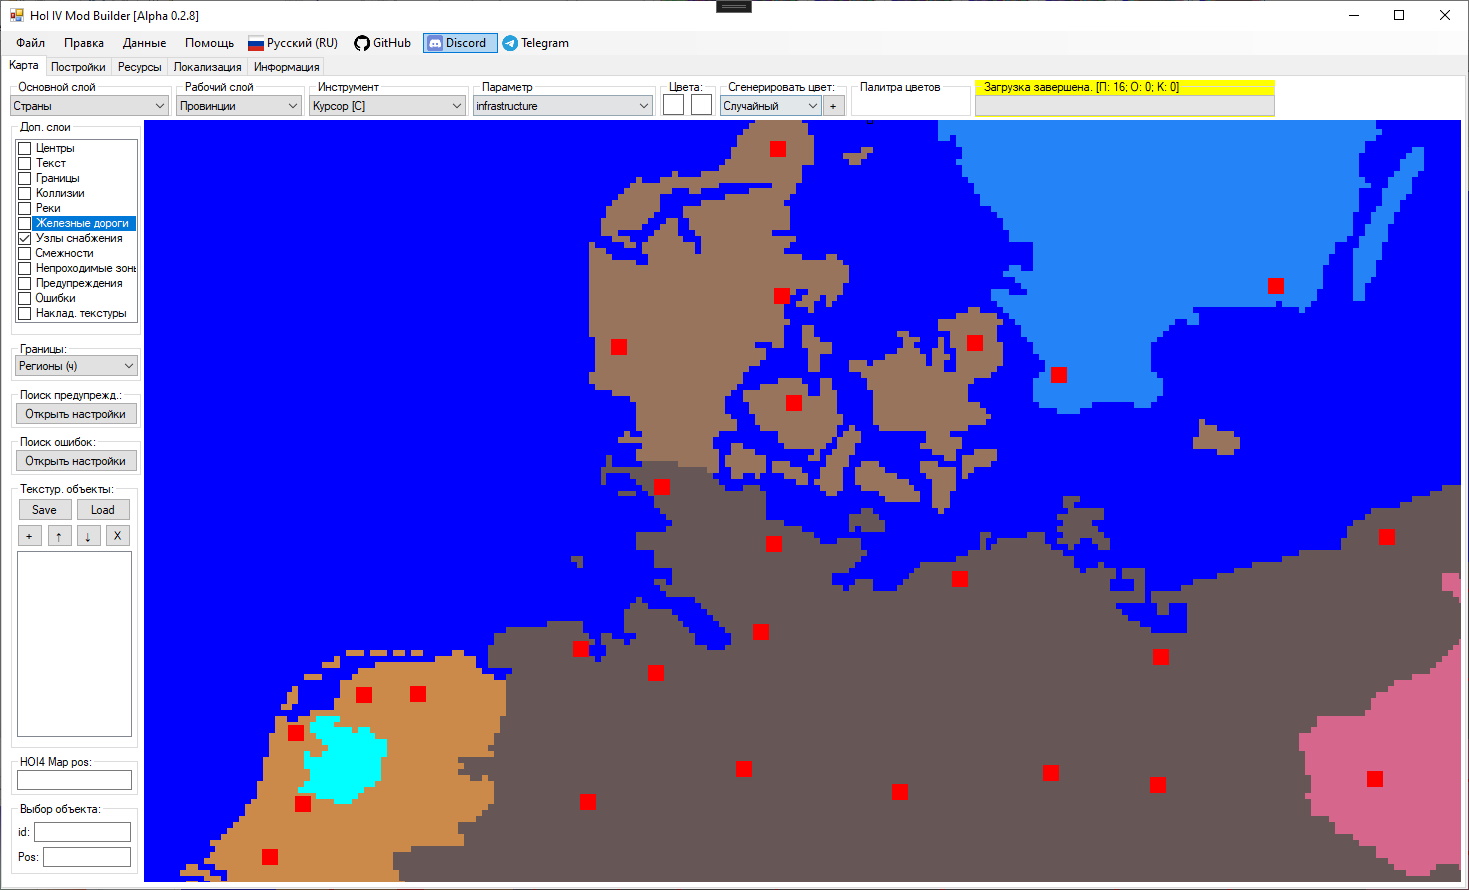 HoI IV Mod Builder [Alpha 0.2.8]
Файл Правка Данные Помощь Русский (RU) GitHub Discord Telegram
Карта Постройки Ресурсы Локализация Информация
Основной слой Рабочий слой Инструмент Параметр Цвета: Сгенерировать цвет: Палитра цветов Загрузка завершена. [П: 16; О: 0; К: 0]
Страны Провинции Курсор [C] infrastructure Случайный +
Доп. слои
Центры
Текст
Границы
Коллизии
Реки
Железные дороги
Узлы снабжения
Смежности
Непроходимые зоны
Предупреждения
Ошибки
Наклад. текстуры
Границы:
Регионы (ч)
Поиск предупрежд.:
Открыть настройки
Поиск ошибок:
Открыть настройки
Текстур. объекты:
Save Load
+ ↑ ↓ X
HOI4 Map pos:
Выбор объекта:
id:
Pos: